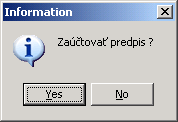 Information
Zaúčtovať predpis ?
Yes
No